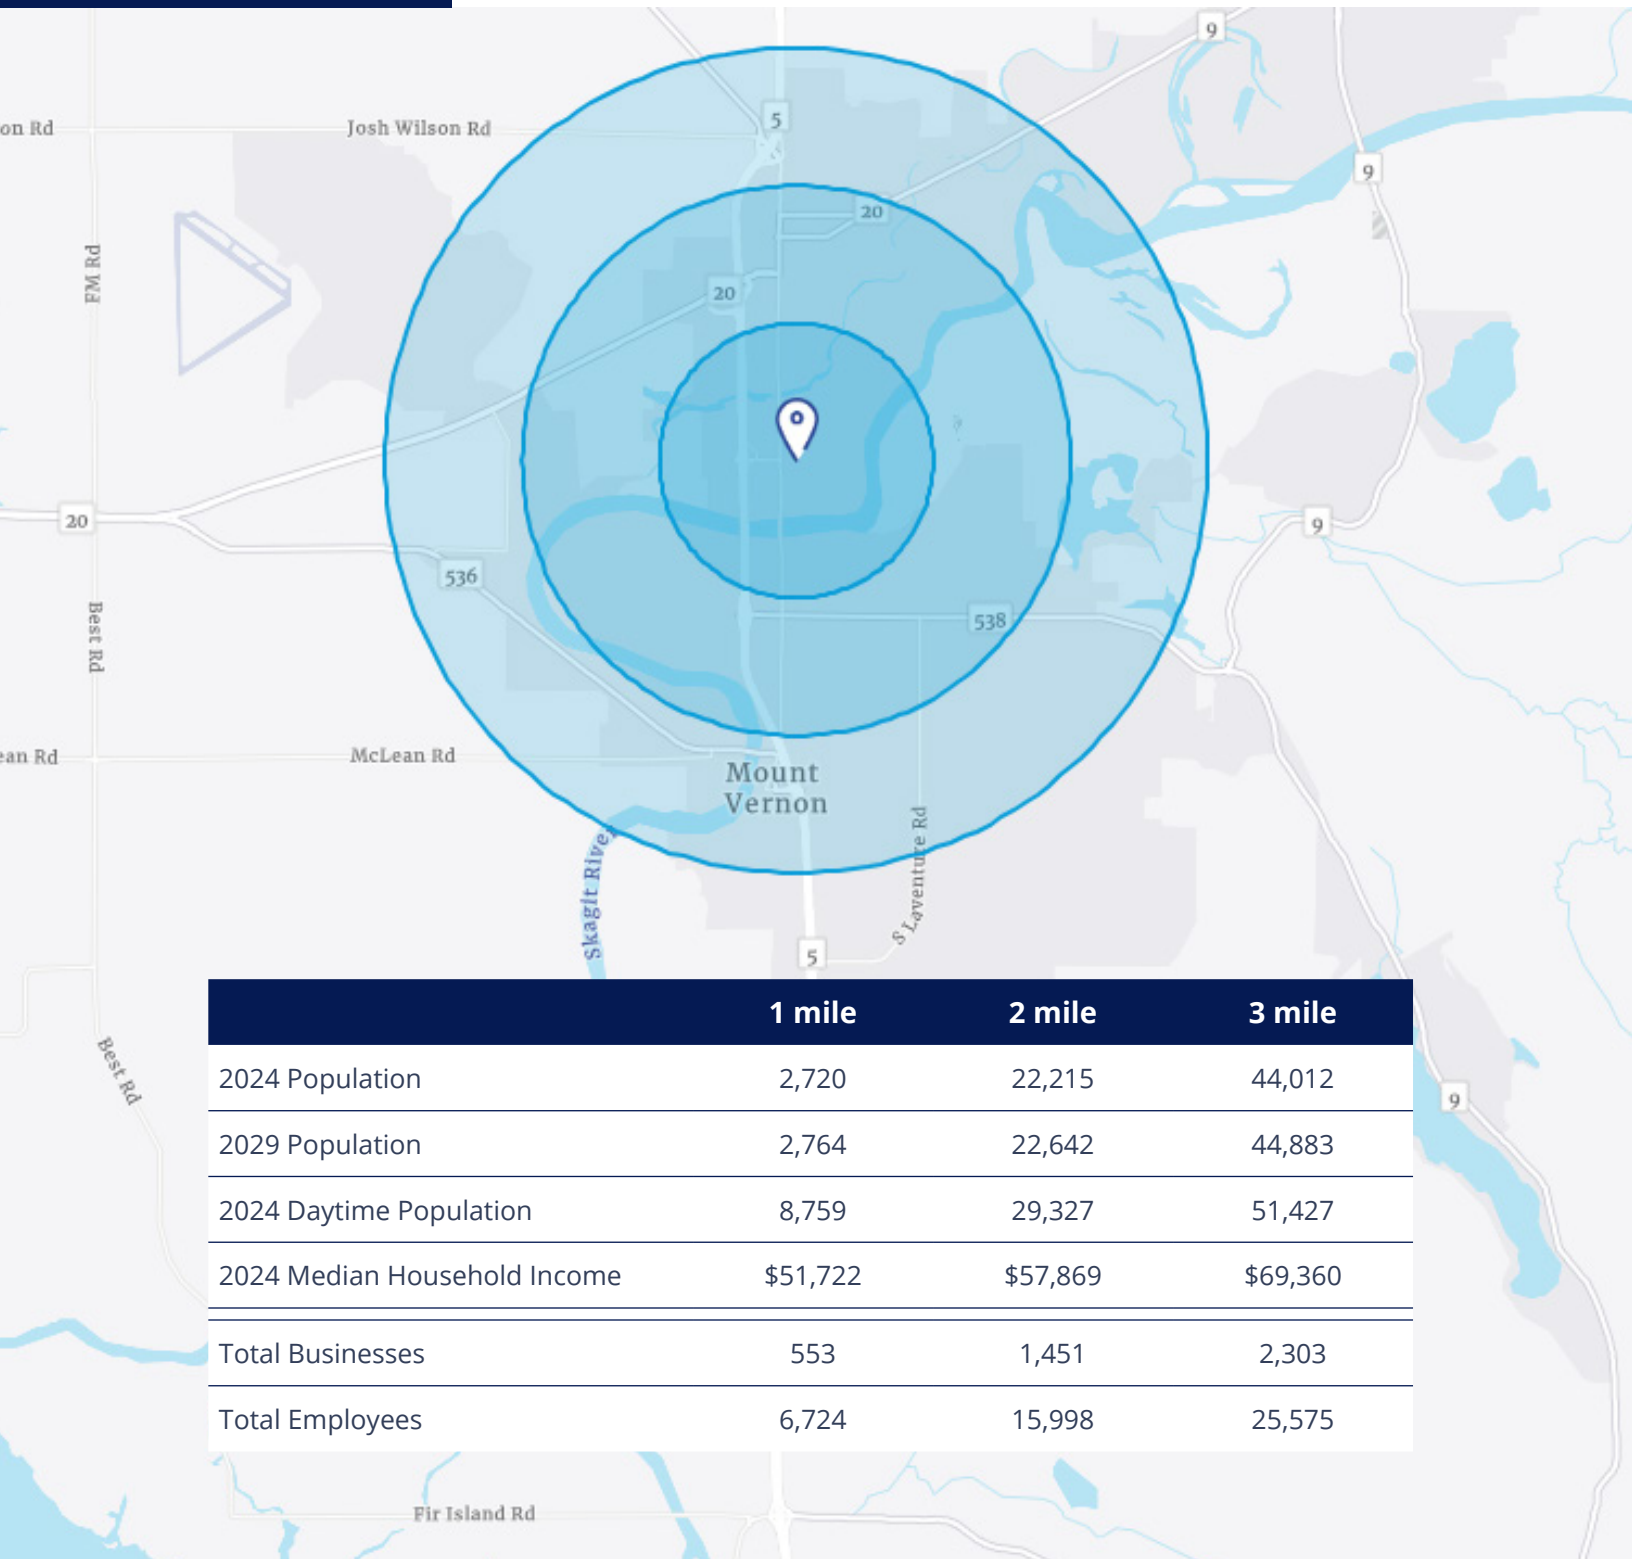 9
5
on Rd
Josh Wilson Rd
9
20
FM Rd
20
20
9
536
538
Best Rd
ean Rd
McLean Rd
Mount
Vernon
S Laventure Rd
Skagit River
5
1 mile 2 mile 3 mile
2024 Population 2,720 22,215 44,012
2029 Population 2,764 22,642 44,883
2024 Daytime Population 8,759 29,327 51,427
2024 Median Household Income $51,722 $57,869 $69,360
Total Businesses 553 1,451 2,303
Total Employees 6,724 15,998 25,575
Best Rd
9
Fir Island Rd